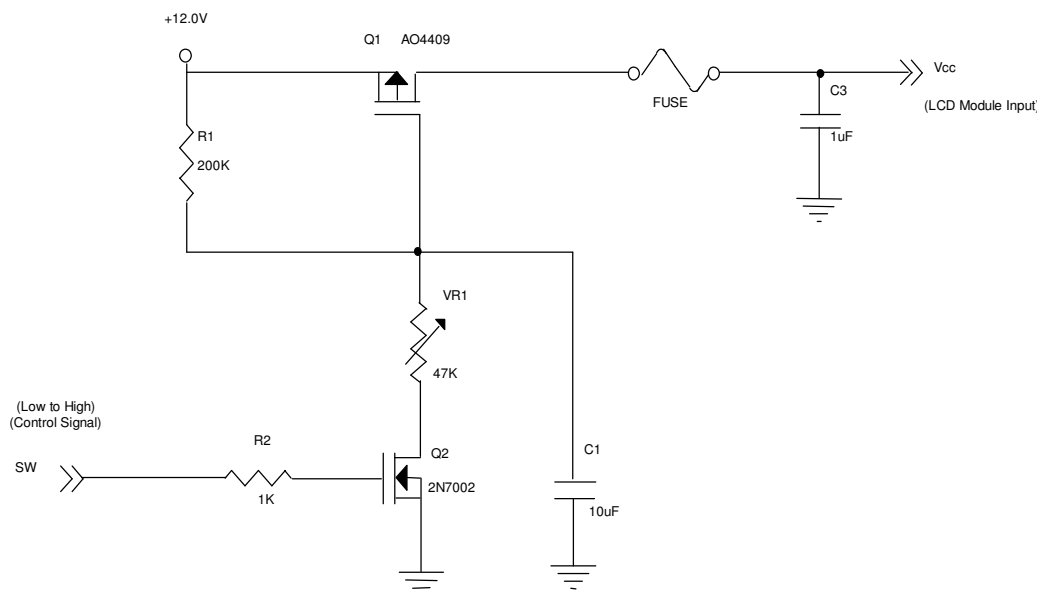 +12.0V
Q1 AO4409
Vcc
(LCD Module Input)
FUSE
C3
1uF
R1
200K
VR1
47K
(Low to High)
(Control Signal)
SW
R2
1K
Q2
2N7002
C1
10uF